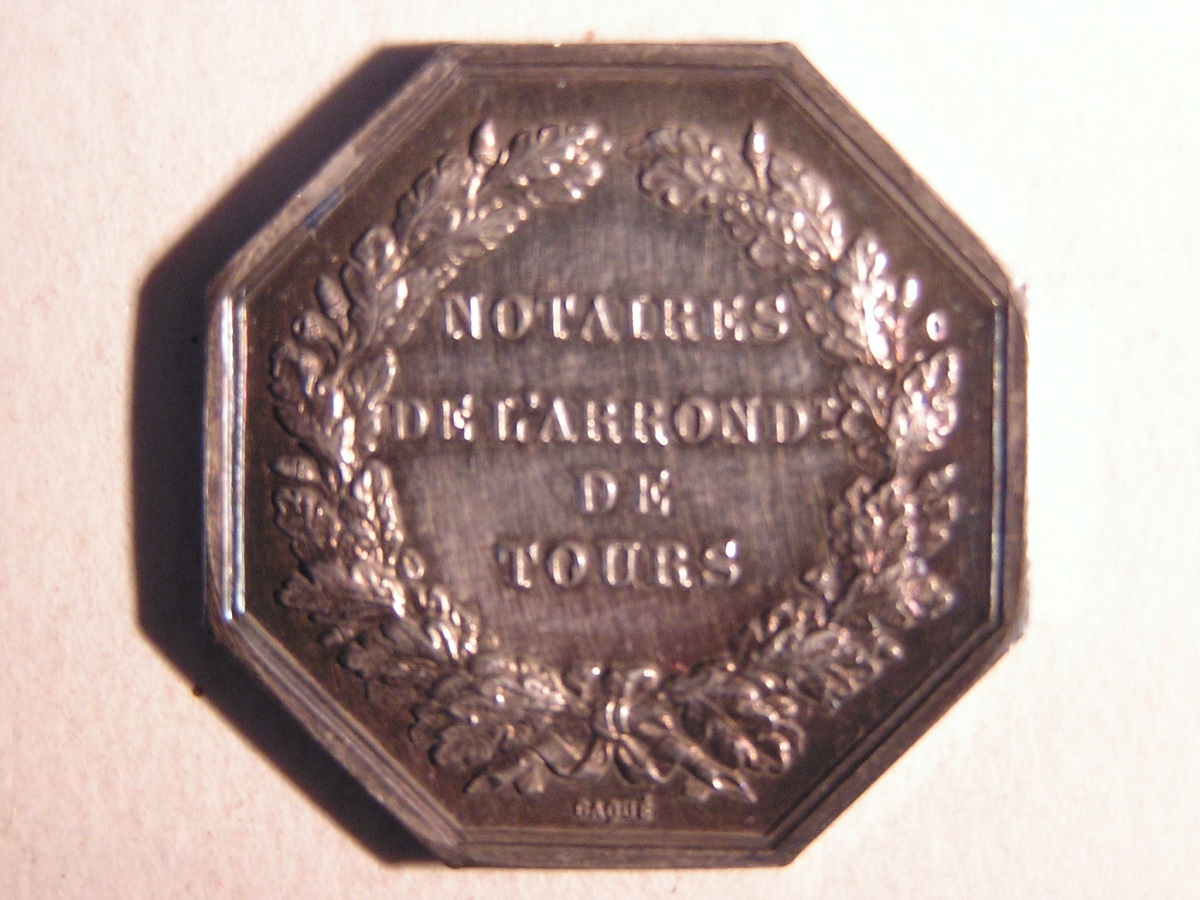 NOTAIRES
DE L'ARROND.T
DE
TOURS
CAQUÉ